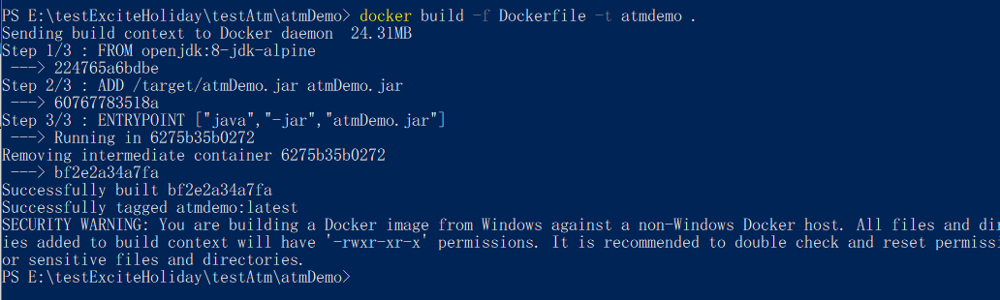 PS E:\testExciteHoliday\testAtm\atmDemo> docker build -f Dockerfile -t atmdemo .
Sending build context to Docker daemon  24.31MB
Step 1/3 : FROM openjdk:8-jdk-alpine
 ---> 224765a6bdbe
Step 2/3 : ADD /target/atmDemo.jar atmDemo.jar
 ---> 60767783518a
Step 3/3 : ENTRYPOINT ["java","-jar","atmDemo.jar"]
 ---> Running in 6275b35b0272
Removing intermediate container 6275b35b0272
 ---> bf2e2a34a7fa
Successfully built bf2e2a34a7fa
Successfully tagged atmdemo:latest
SECURITY WARNING: You are building a Docker image from Windows against a non-Windows Docker host. All files and dir
ies added to build context will have '-rwxr-xr-x' permissions. It is recommended to double check and reset permiss
or sensitive files and directories.
PS E:\testExciteHoliday\testAtm\atmDemo>